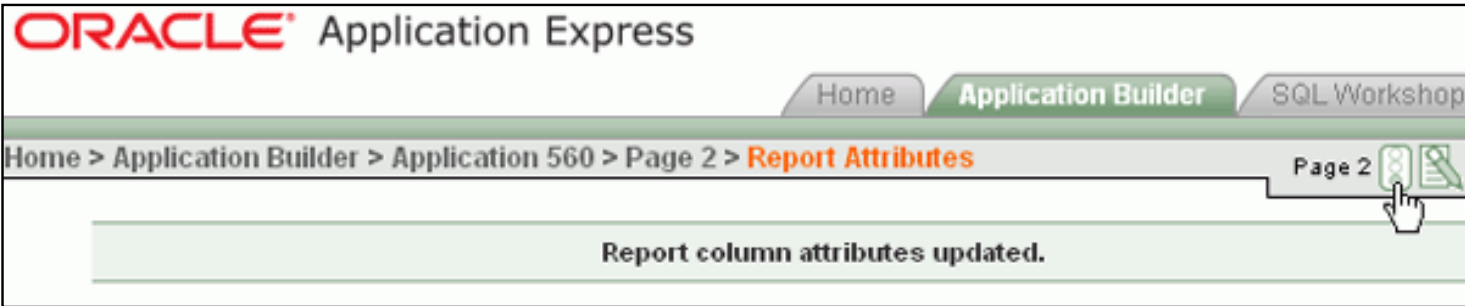 ORACLE Application Express
Home Application Builder SQL Workshop
Home > Application Builder > Application 560 > Page 2 > Report Attributes
Page 2
Report column attributes updated.